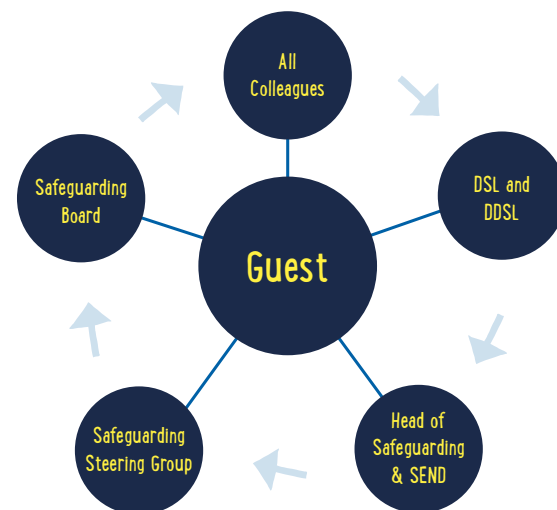 All
Colleagues
DSL and
DDSL
Head of
Safeguarding
& SEND
Safeguarding
Steering Group
Safeguarding
Board
Guest